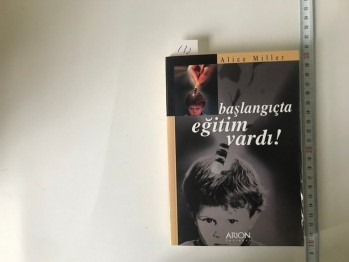 Alice Miller
başlangıçta
eğitim
vardı!
ARION